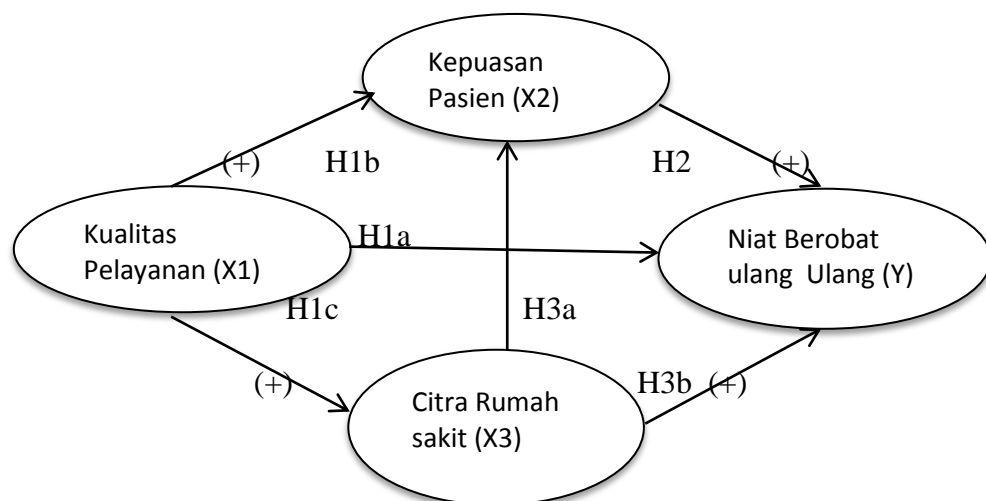 Kepuasan
Pasien (X2)
(+)
H1b
H2
(+)
Kualitas
Pelayanan (X1)
H1a
Niat Berobat
ulang Ulang (Y)
H1c
H3a
(+)
H3b
(+)
Citra Rumah
sakit (X3)